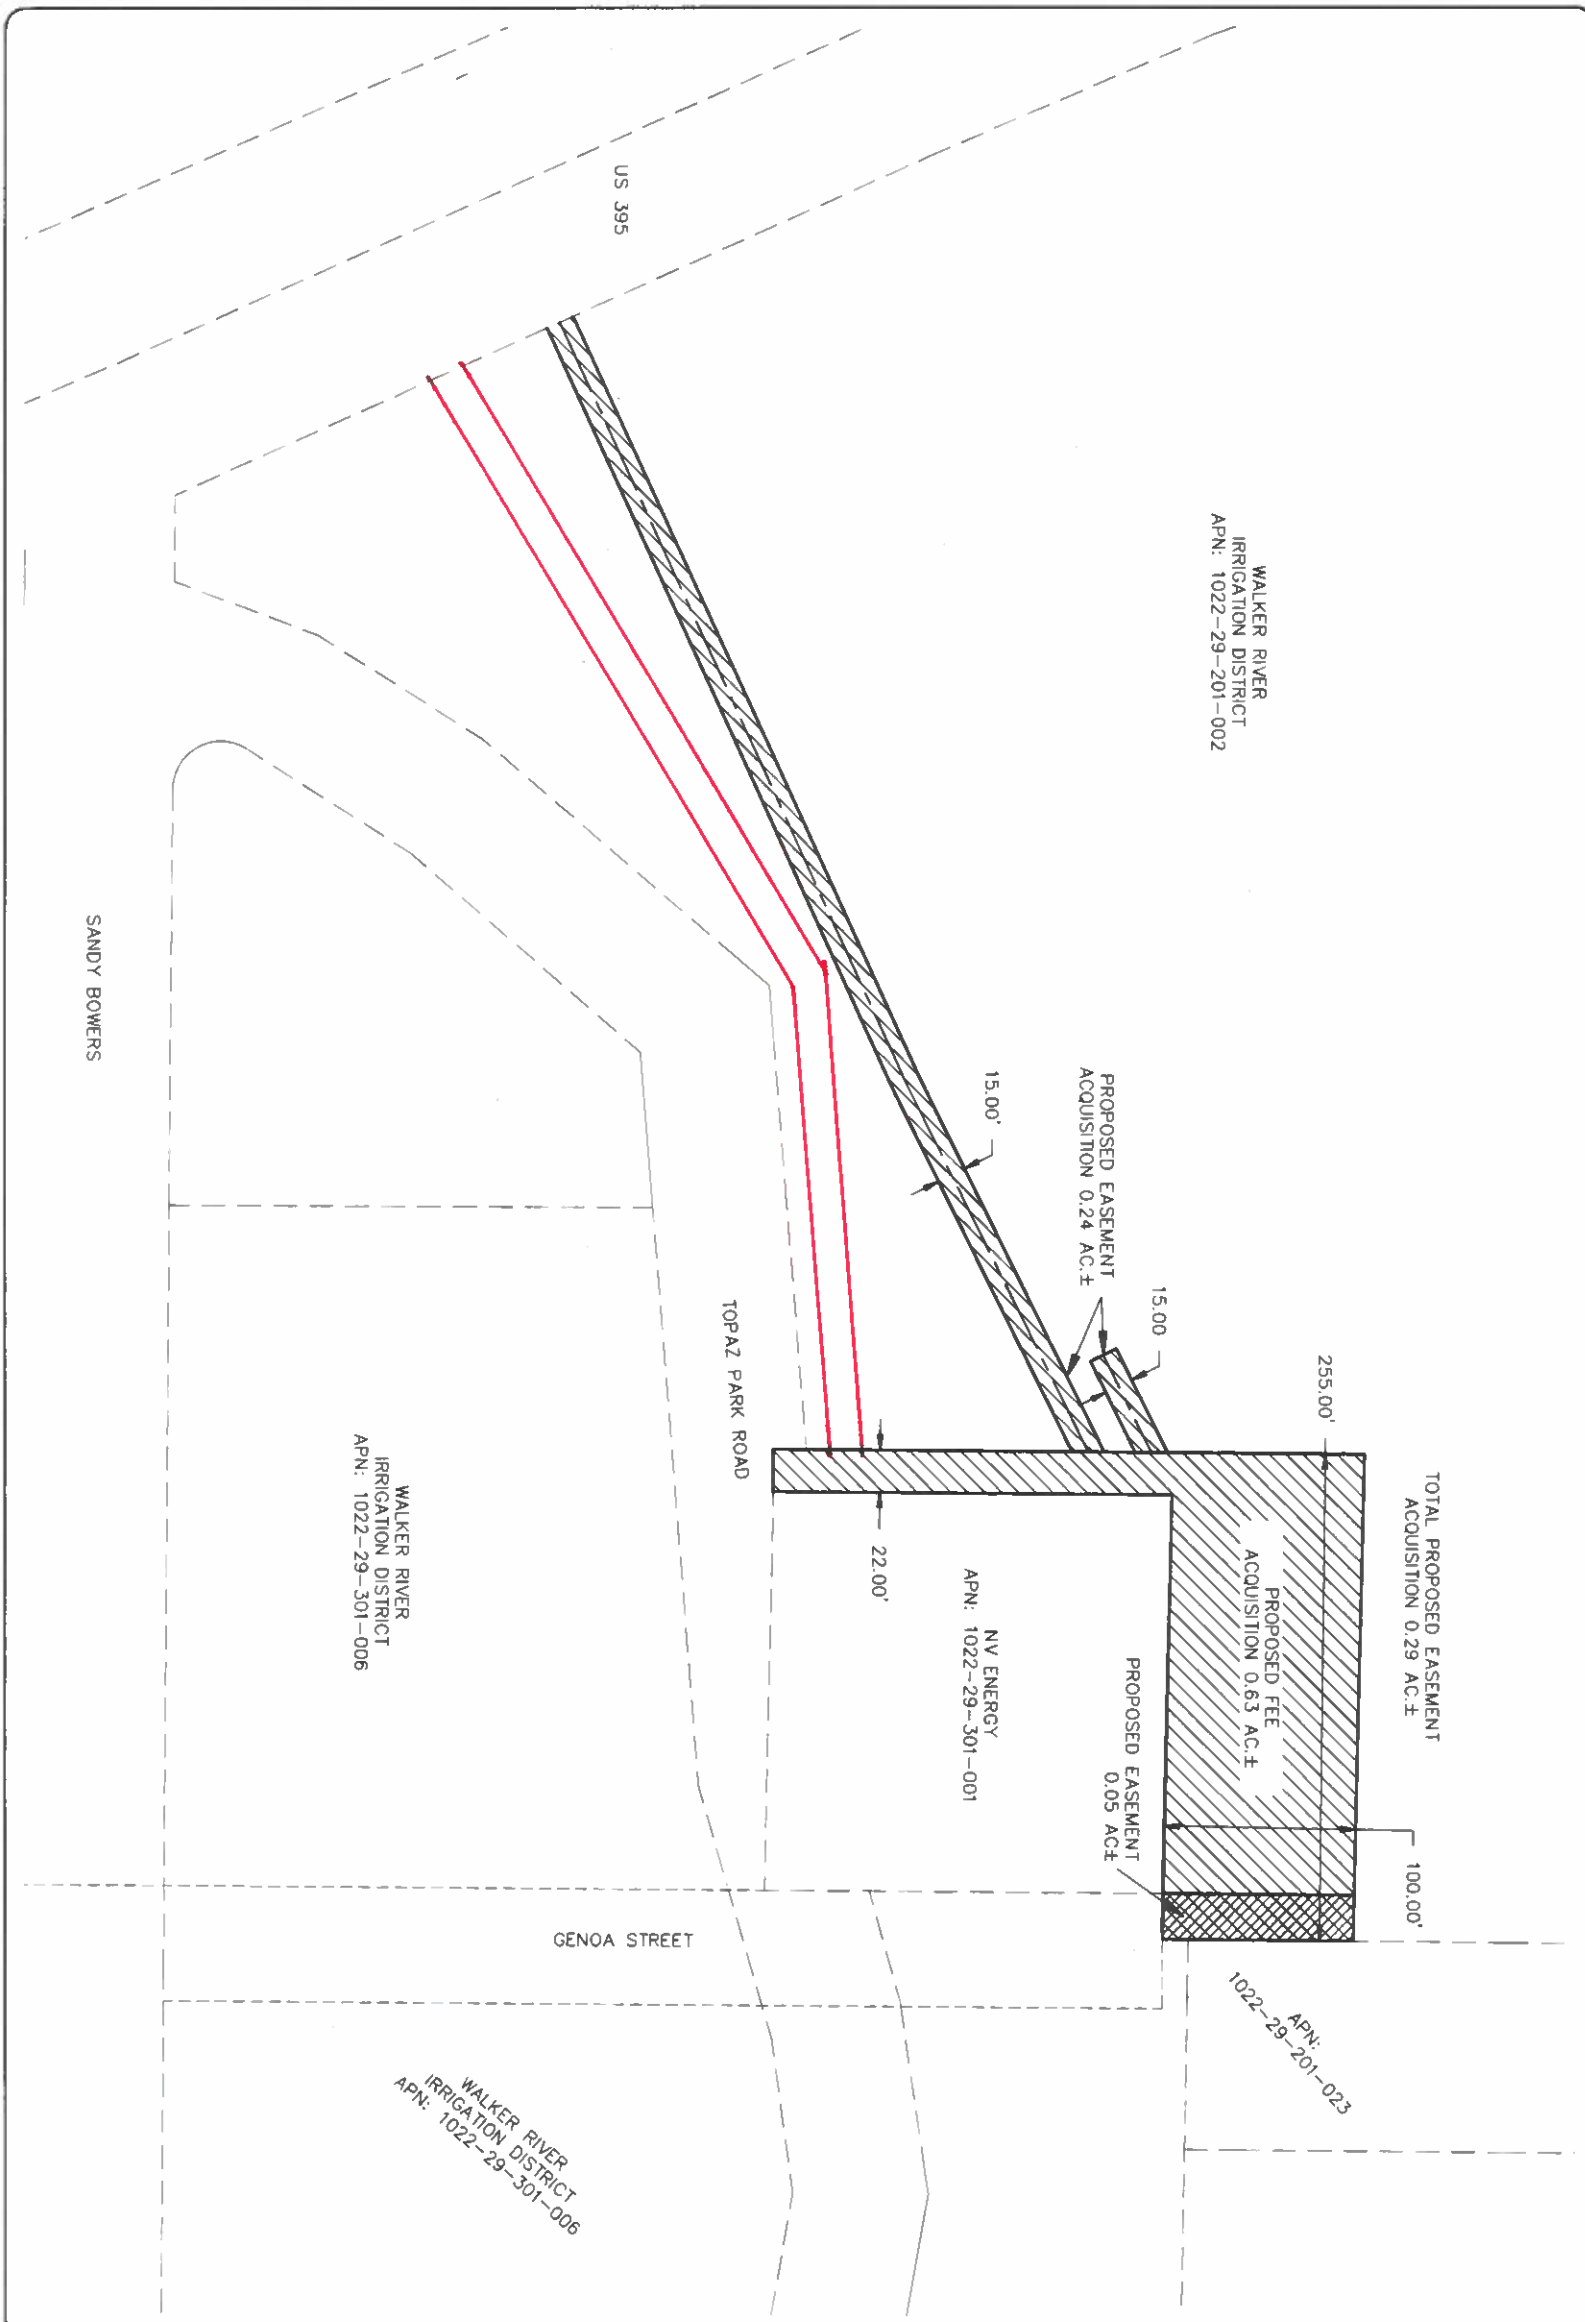 TOTAL PROPOSED EASEMENT
ACQUISITION 0.29 AC.±
255.00'
100.00'
PROPOSED FEE
ACQUISITION 0.63 AC.±
APN:
1022-29-201-023
WALKER RIVER
IRRIGATION DISTRICT
APN: 1022-29-201-002
15.00
PROPOSED EASEMENT
ACQUISITION 0.24 AC.±
15.00'
PROPOSED EASEMENT
0.05 AC±
NV ENERGY
APN: 1022-29-301-001
22.00'
US 395
TOPAZ PARK ROAD
GENOA STREET
WALKER RIVER
IRRIGATION DISTRICT
APN: 1022-29-301-006
WALKER RIVER
IRRIGATION DISTRICT
APN: 1022-29-301-006
SANDY BOWERS